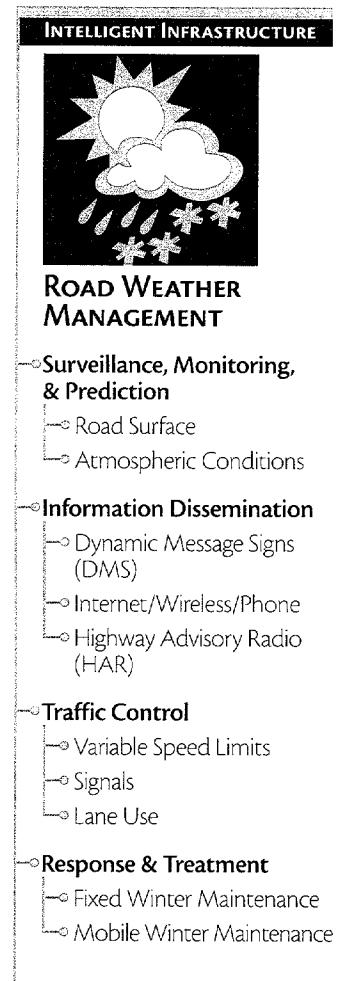 INTELLIGENT INFRASTRUCTURE
ROAD WEATHER
MANAGEMENT
Surveillance, Monitoring,
& Prediction
Road Surface
Atmospheric Conditions
Information Dissemination
Dynamic Message Signs
(DMS)
Internet/Wireless/Phone
Highway Advisory Radio
(HAR)
Traffic Control
Variable Speed Limits
Signals
Lane Use
Response & Treatment
Fixed Winter Maintenance
Mobile Winter Maintenance